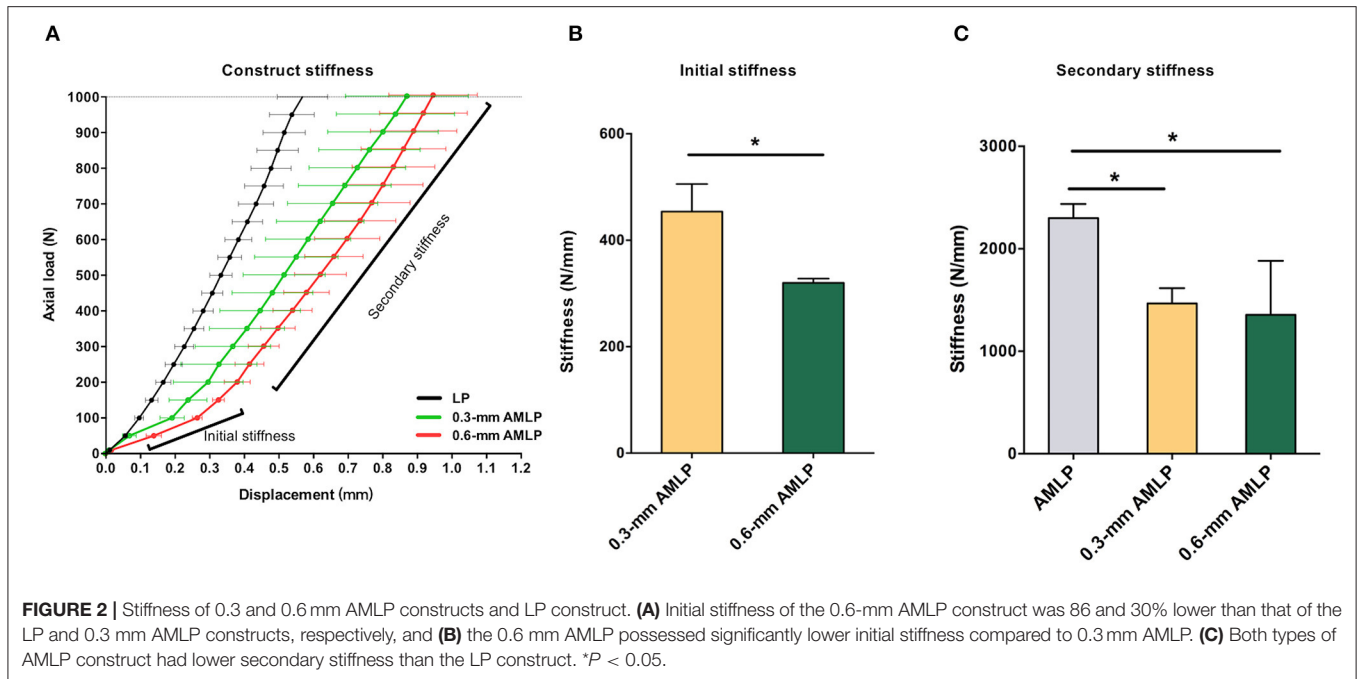 A
Construct stiffness
1000
900
800
700
600
500
400
300
200
100
0
Axial load (N)
0.0 0.1 0.2 0.3 0.4 0.5 0.6 0.7 0.8 0.9 1.0 1.1 1.2
Displacement (mm)
Secondary stiffness
Initial stiffness
LP
0.3-mm AMLP
0.6-mm AMLP
B
Initial stiffness
600
400
200
0
Stiffness (N/mm)
*
0.3-mm AMLP
0.6-mm AMLP
C
Secondary stiffness
3000
2000
1000
0
Stiffness (N/mm)
*
*
AMLP
0.3-mm AMLP
0.6-mm AMLP
FIGURE 2 | Stiffness of 0.3 and 0.6 mm AMLP constructs and LP construct. (A) Initial stiffness of the 0.6-mm AMLP construct was 86 and 30% lower than that of the
LP and 0.3 mm AMLP constructs, respectively, and (B) the 0.6 mm AMLP possessed significantly lower initial stiffness compared to 0.3 mm AMLP. (C) Both types of
AMLP construct had lower secondary stiffness than the LP construct. *P < 0.05.